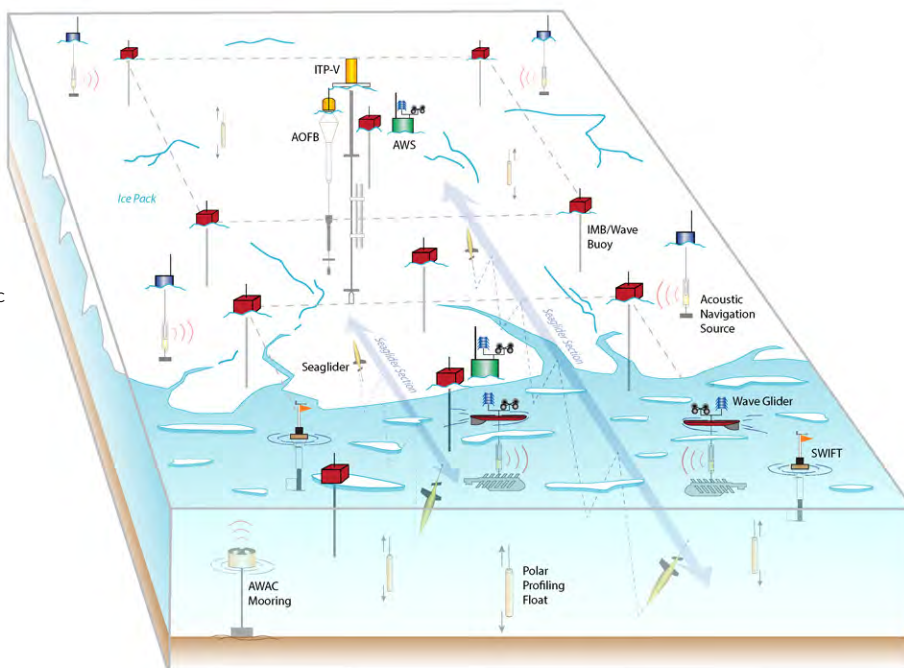 ITP-V
AOFB
AWS
Ice Pack
IMB/Wave
Buoy
c
Acoustic
Navigation
Source
Seaglider Section
Seaglider
Seaglider Section
Wave Glider
SWIFT
AWAC
Mooring
Polar
Profiling
Float